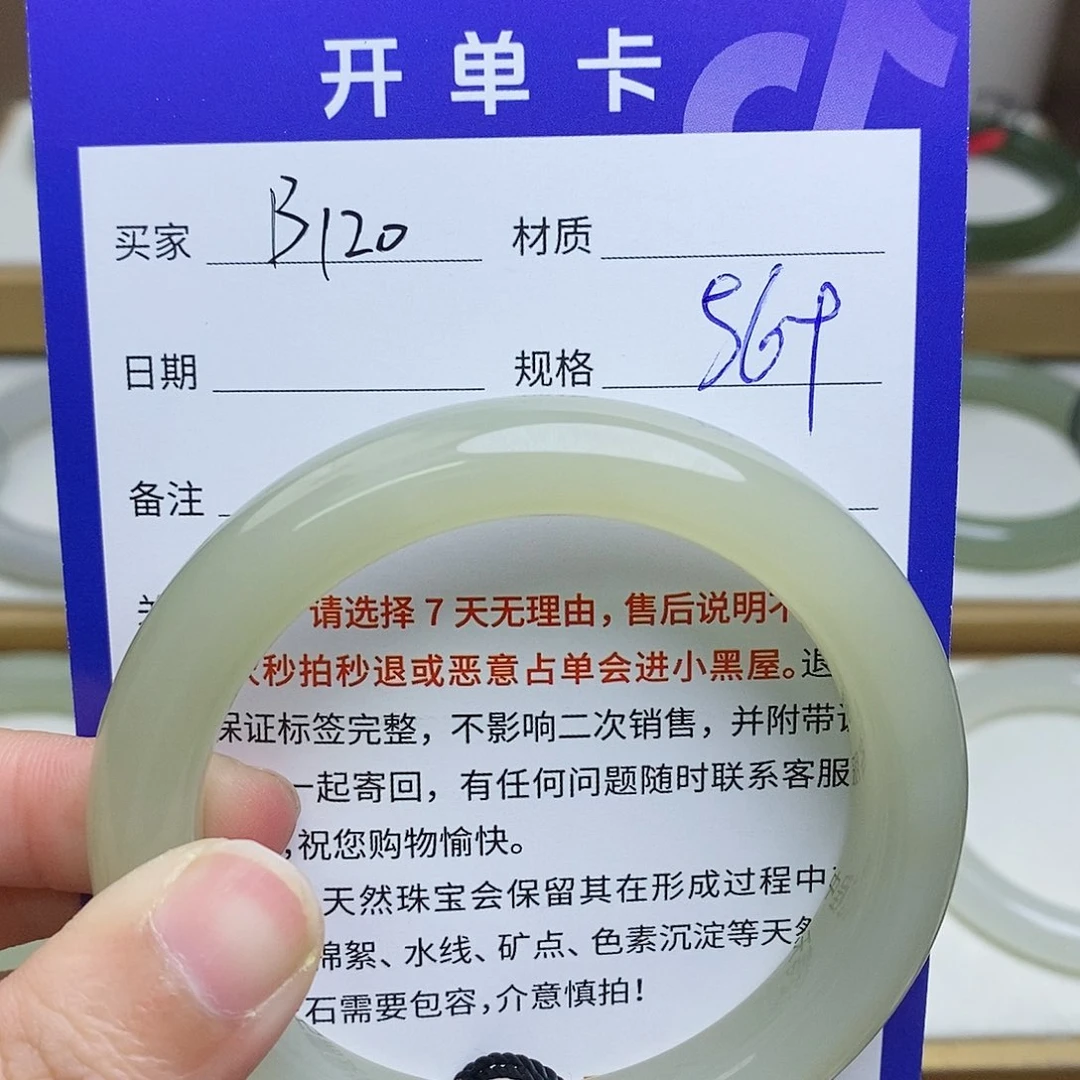 开单卡
买家 B120 材质
日期 规格 56+
备注
请选择7天无理由,售后说明不
秒拍秒退或恶意占单会进小黑屋。退
保证标签完整,不影响二次销售,并附带
一起寄回,有任何问题随时联系客服
,祝您购物愉快。
天然珠宝会保留其在形成过程中
棉絮、水线、矿点、色素沉淀等天然
石需要包容,介意慎拍!